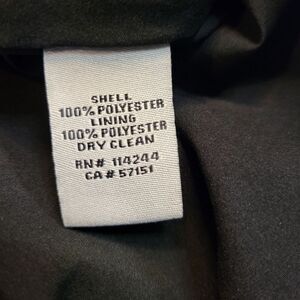 SHELL
100% POLYESTER
LINING
100% POLYESTER
DRY CLEAN
RN# 114244
CA# 57151